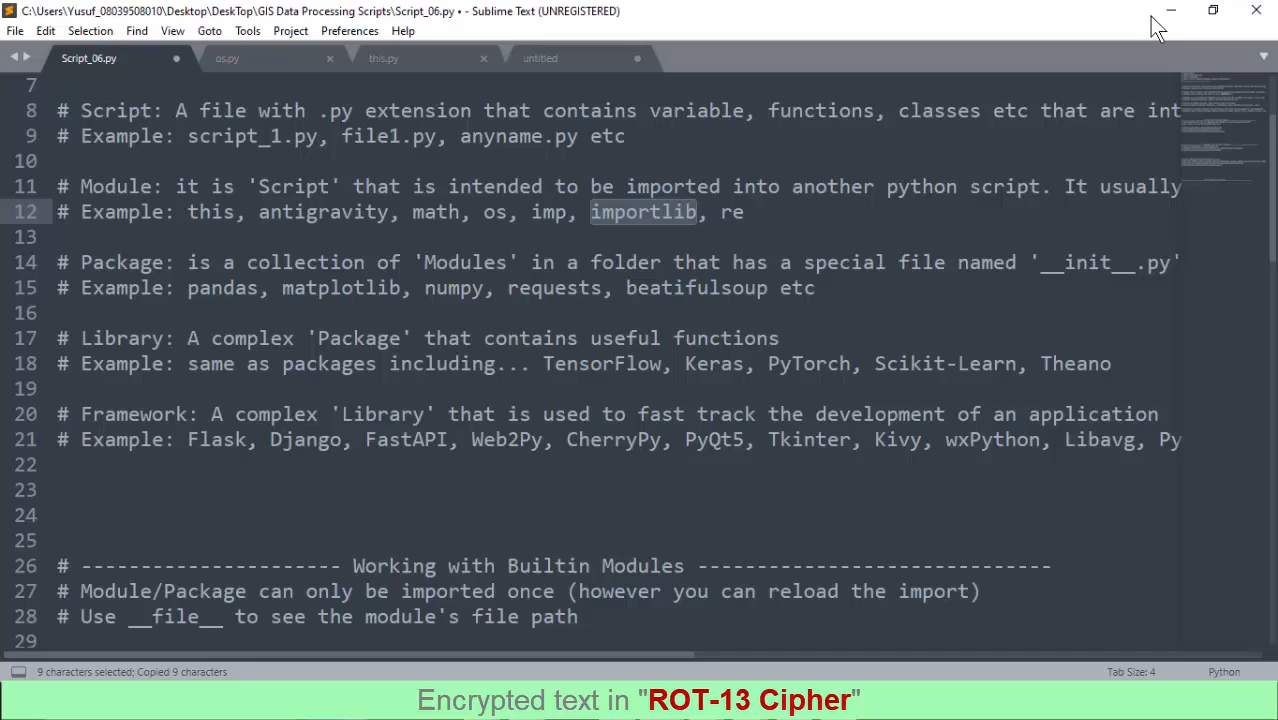 C:\Users\Yusuf_08039508010\Desktop\DeskTop\GIS Data Processing Scripts\Script_06.py • - Sublime Text (UNREGISTERED)
File Edit Selection Find View Goto Tools Project Preferences Help
Script_06.py os.py this.py untitled
7
8 # Script: A file with .py extension that contains variable, functions, classes etc that are int
9 # Example: script_1.py, file1.py, anyname.py etc
10
11 # Module: it is 'Script' that is intended to be imported into another python script. It usually
12 # Example: this, antigravity, math, os, imp, importlib, re
13
14 # Package: is a collection of 'Modules' in a folder that has a special file named '__init__.py'
15 # Example: pandas, matplotlib, numpy, requests, beatifulsoup etc
16
17 # Library: A complex 'Package' that contains useful functions
18 # Example: same as packages including... TensorFlow, Keras, PyTorch, Scikit-Learn, Theano
19
20 # Framework: A complex 'Library' that is used to fast track the development of an application
21 # Example: Flask, Django, FastAPI, Web2Py, CherryPy, PyQt5, Tkinter, Kivy, wxPython, Libavg, Py
22
23
24
25
26 # ---------------------- Working with Builtin Modules ------------------------------
27 # Module/Package can only be imported once (however you can reload the import)
28 # Use __file__ to see the module's file path
29
9 characters selected; Copied 9 characters Tab Size: 4 Python
Encrypted text in "ROT-13 Cipher"